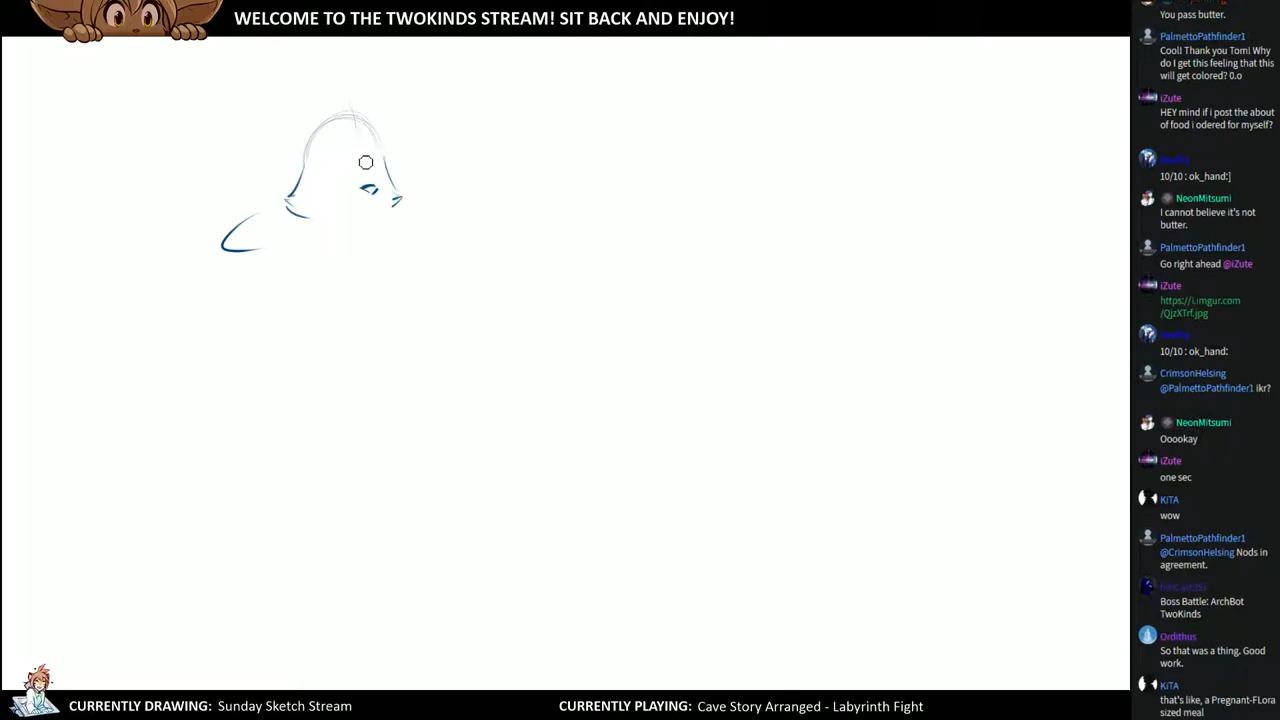 WELCOME TO THE TWOKINDS STREAM! SIT BACK AND ENJOY!
You pass butter.
PalmettoPathfinder1
Cool! Thank you Tom! Why
do I get this feeling that this
will get colored? 0.o
iZute
HEY mind if i post the about
of food i odered for myself?
10/10 : ok_hand:]
NeonMitsumi
I cannot believe it's not
butter.
PalmettoPathfinder1
Go right ahead @iZute
iZute
https://i.imgur.com
/QjzXTrf.jpg
10/10 : ok_hand:
CrimsonHelsing
@PalmettoPathfinder1 ikr?
NeonMitsumi
Ooookay
iZute
one sec
KiTA
wow
PalmettoPathfinder1
@CrimsonHelsing Nods in
agreement.
Boss Battle: ArchBot
TwoKinds
Ordithus
So that was a thing. Good
work.
KiTA
that's like, a Pregnant-FLora
sized meal
CURRENTLY DRAWING: Sunday Sketch Stream
CURRENTLY PLAYING: Cave Story Arranged - Labyrinth Fight